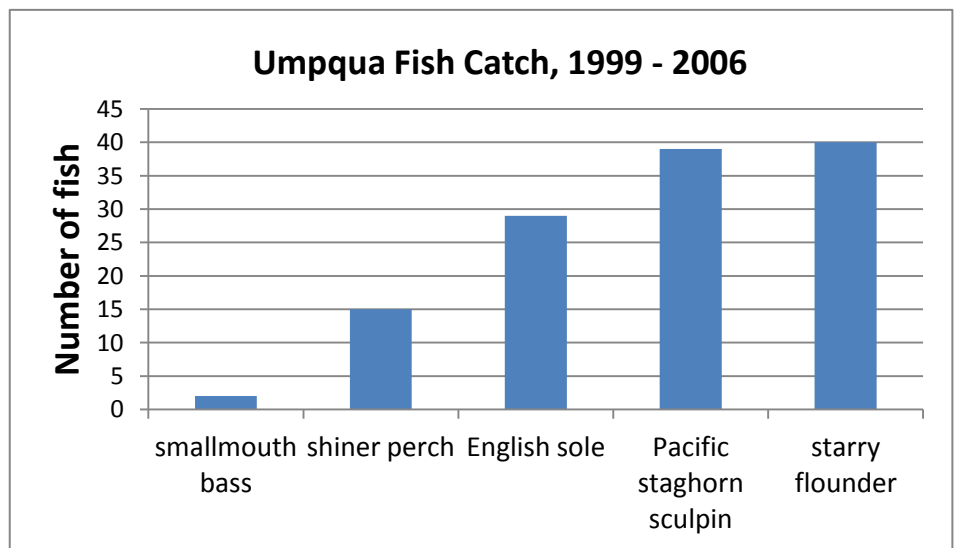 Umpqua Fish Catch, 1999 - 2006
Number of fish
45
40
35
30
25
20
15
10
5
0
smallmouth
bass
shiner perch
English sole
Pacific
staghorn
sculpin
starry
flounder